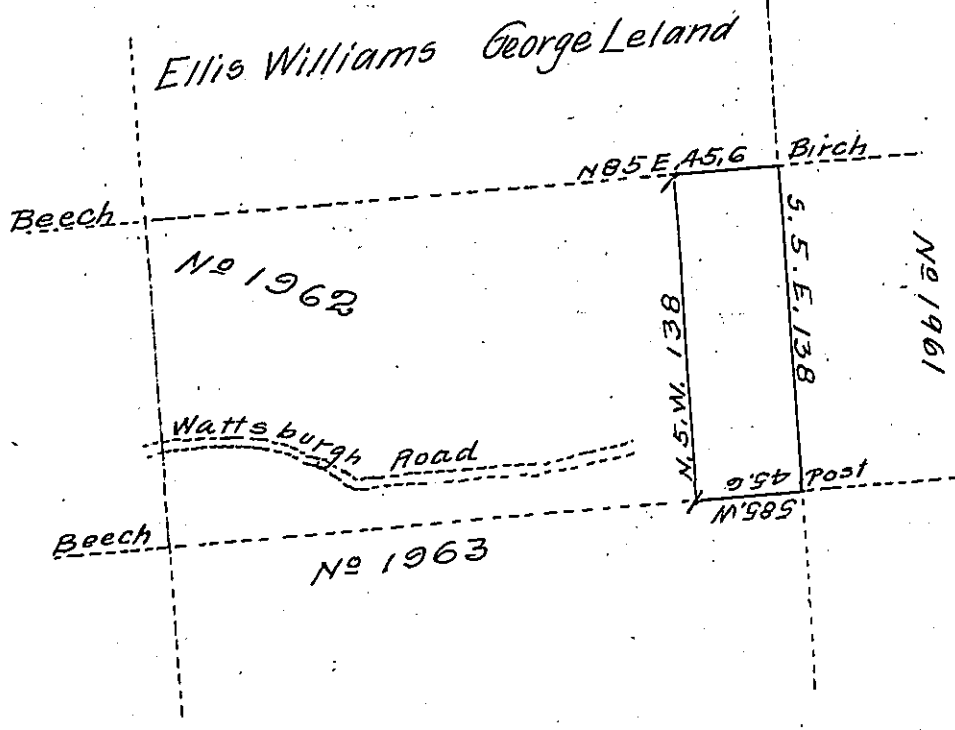 Ellis Williams George Leland
N85E,45,6 Birch
Beech
Nº 1962
S.5.E.138
Nº 1961
N.5.W. 138
Wattsburgh Road
45.6 Post
S85.W
Beech
Nº 1963